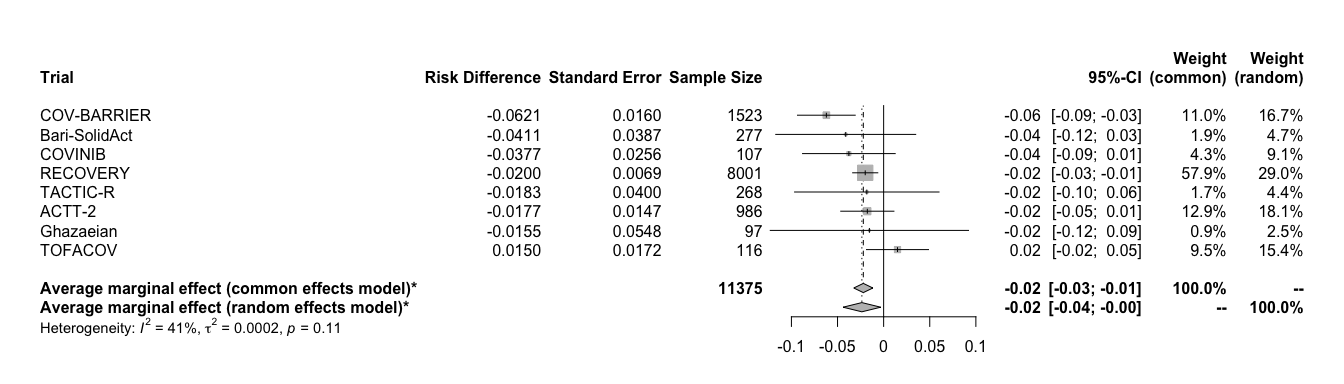 Weight Weight
Trial Risk Difference Standard Error Sample Size 95%-CI (common) (random)
COV-BARRIER -0.0621 0.0160 1523 -0.06 [-0.09; -0.03] 11.0% 16.7%
Bari-SolidAct -0.0411 0.0387 277 -0.04 [-0.12; 0.03] 1.9% 4.7%
COVINIB -0.0377 0.0256 107 -0.04 [-0.09; 0.01] 4.3% 9.1%
RECOVERY -0.0200 0.0069 8001 -0.02 [-0.03; -0.01] 57.9% 29.0%
TACTIC-R -0.0183 0.0400 268 -0.02 [-0.10; 0.06] 1.7% 4.4%
ACTT-2 -0.0177 0.0147 986 -0.02 [-0.05; 0.01] 12.9% 18.1%
Ghazaeian -0.0155 0.0548 97 -0.02 [-0.12; 0.09] 0.9% 2.5%
TOFACOV 0.0150 0.0172 116 0.02 [-0.02; 0.05] 9.5% 15.4%
Average marginal effect (common effects model)* 11375 -0.02 [-0.03; -0.01] 100.0% --
Average marginal effect (random effects model)* -0.02 [-0.04; -0.00] -- 100.0%
Heterogeneity: I² = 41%, τ² = 0.0002, p = 0.11
-0.1 -0.05 0 0.05 0.1